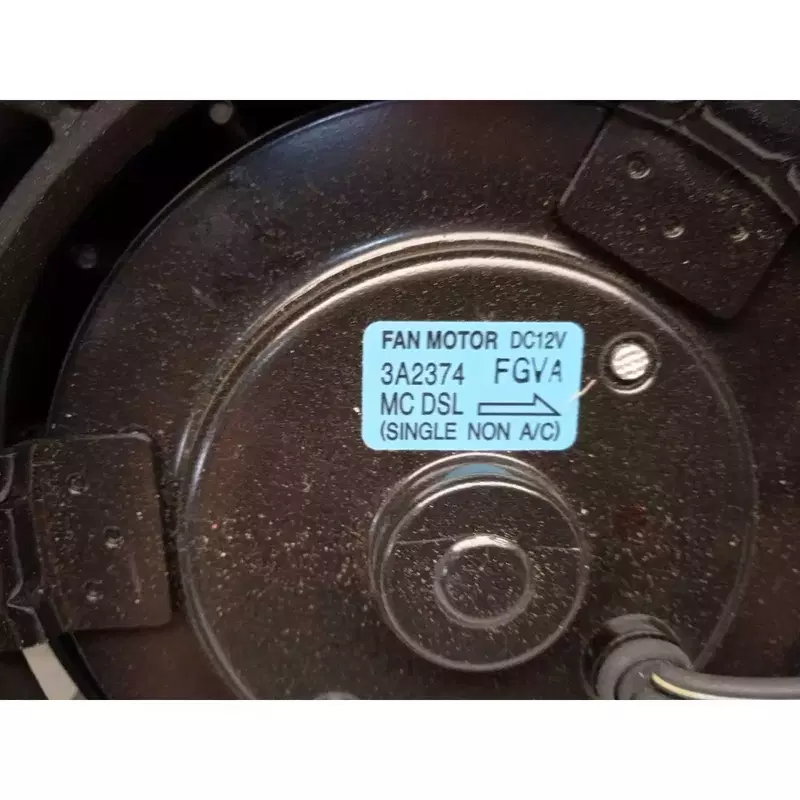 FAN MOTOR DC12V
3A2374 FGVA
MC DSL
(SINGLE NON A/C)